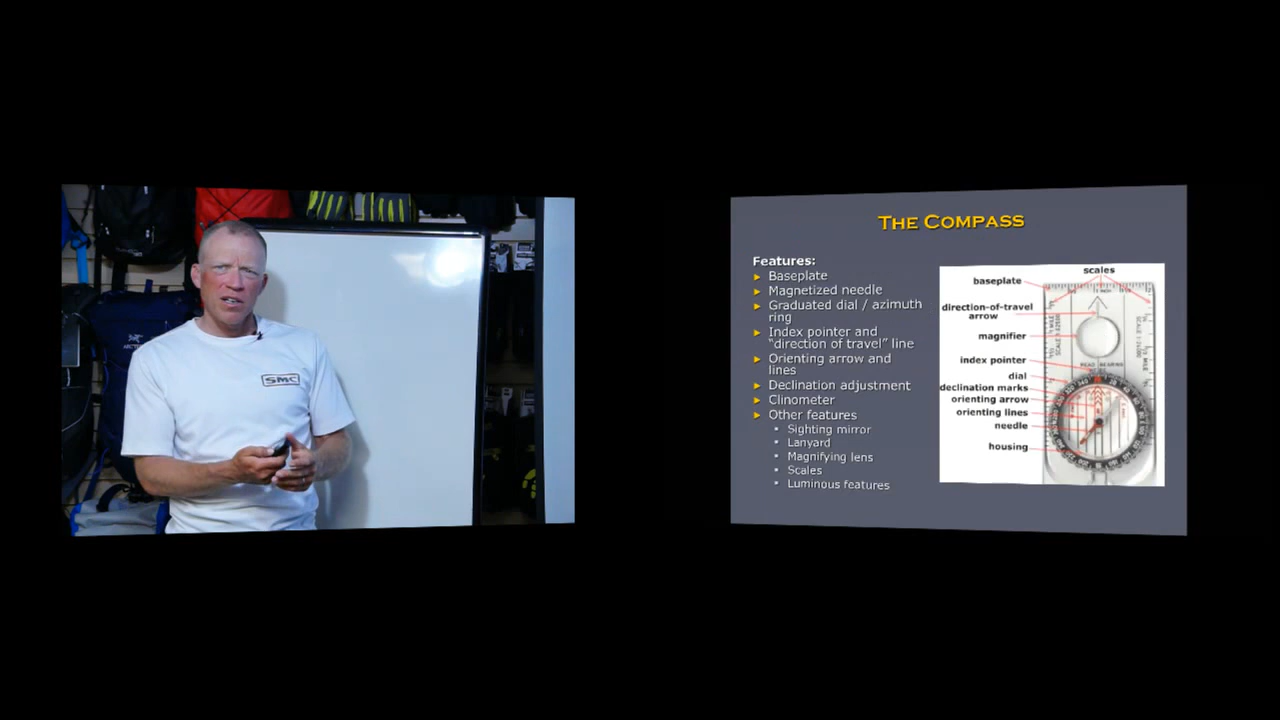 SMC
THE COMPASS
Features:
► Baseplate
► Magnetized needle
► Graduated dial / azimuth
ring
► Index pointer and
"direction of travel" line
► Orienting arrow and
lines
► Declination adjustment
► Clinometer
► Other features
▪ Sighting mirror
▪ Lanyard
▪ Magnifying lens
▪ Scales
▪ Luminous features
scales
baseplate
direction-of-travel
arrow
magnifier
index pointer
dial
declination marks
orienting arrow
orienting lines
needle
housing
READ BEARING